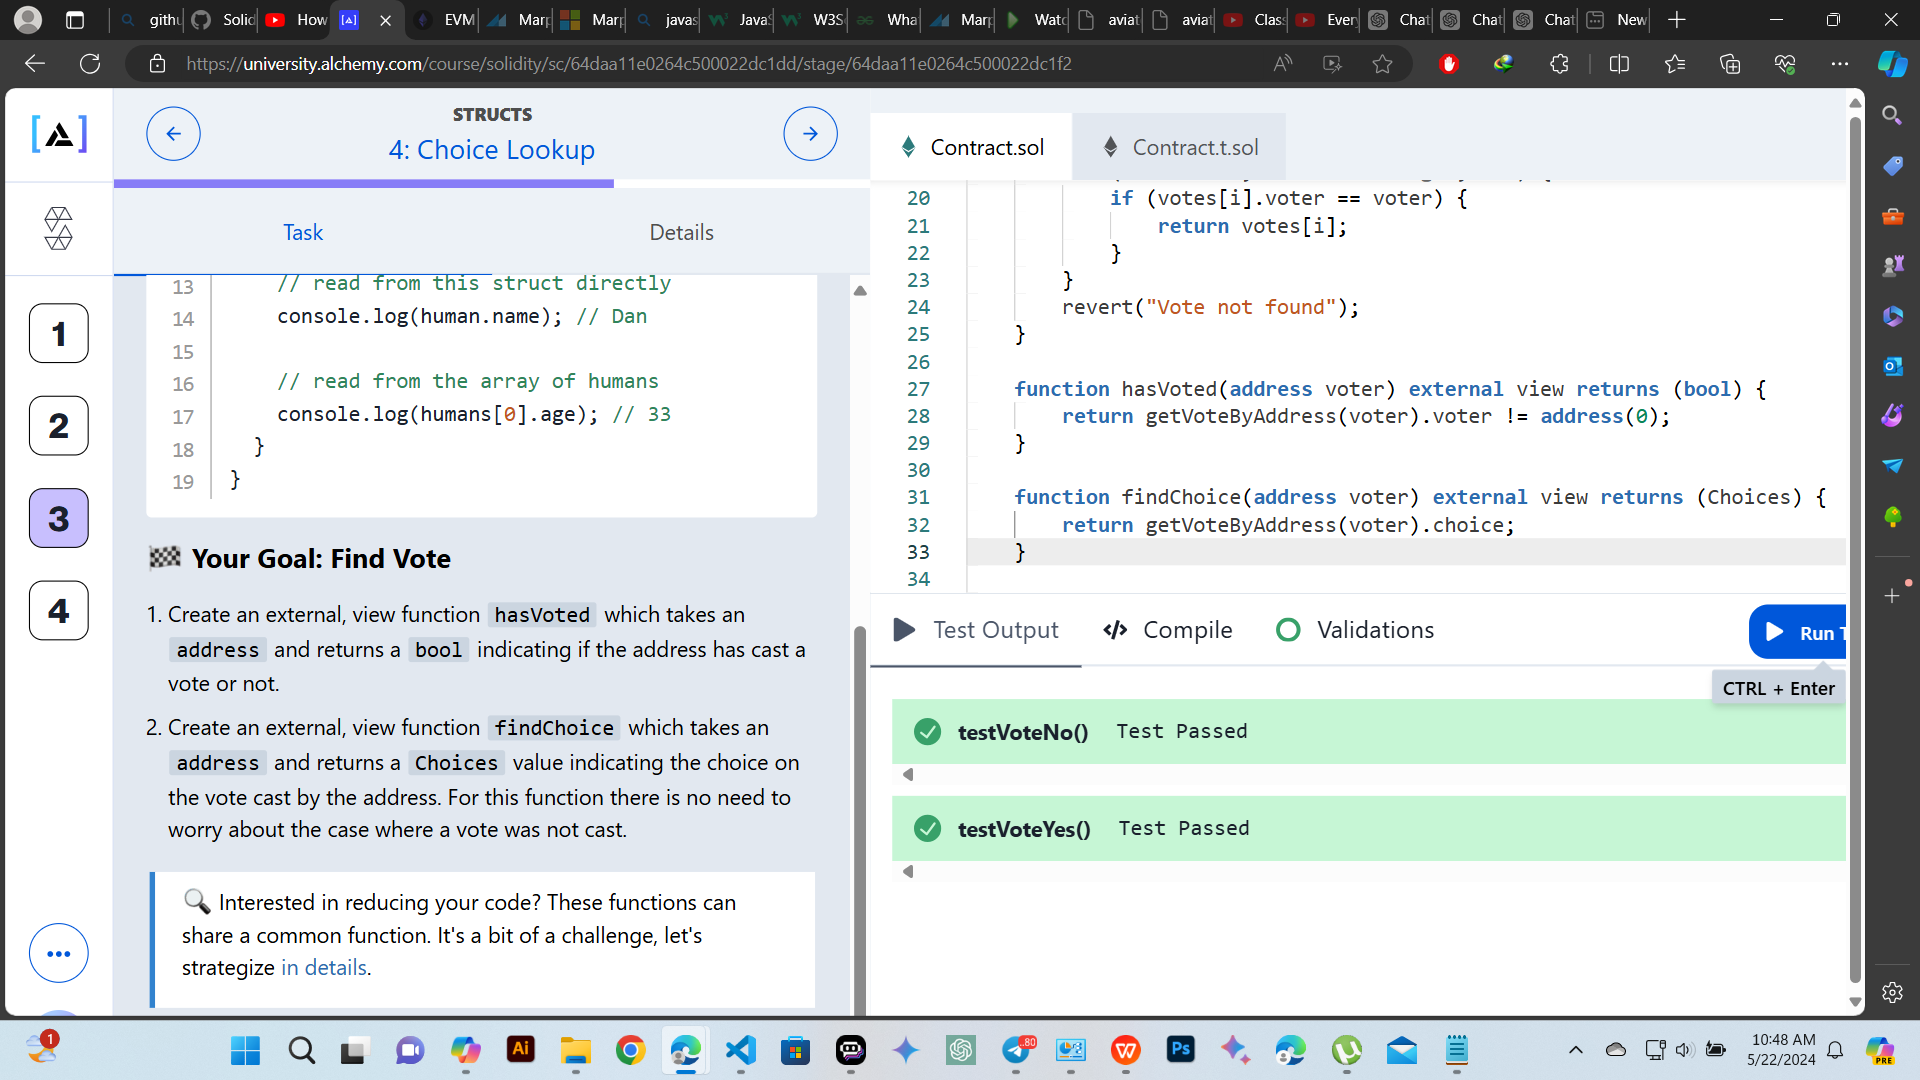 githu
Solid
How
EVM
Marp
Marp
javas
JavaS
W3Sc
Wha
Marp
Watc
aviat
aviat
Class
Every
Chat
Chat
Chat
New
https://university.alchemy.com/course/solidity/sc/64daa11e0264c500022dc1dd/stage/64daa11e0264c500022dc1f2
STRUCTS
4: Choice Lookup
Task
Details
1
2
3
4
13 // read from this struct directly
14 console.log(human.name); // Dan
15
16 // read from the array of humans
17 console.log(humans[0].age); // 33
18 }
19 }
Your Goal: Find Vote
1. Create an external, view function hasVoted which takes an
address and returns a bool indicating if the address has cast a
vote or not.
2. Create an external, view function findChoice which takes an
address and returns a Choices value indicating the choice on
the vote cast by the address. For this function there is no need to
worry about the case where a vote was not cast.
Interested in reducing your code? These functions can
share a common function. It's a bit of a challenge, let's
strategize in details.
Contract.sol
Contract.t.sol
20 if (votes[i].voter == voter) {
21 return votes[i];
22 }
23 }
24 revert("Vote not found");
25 }
26
27 function hasVoted(address voter) external view returns (bool) {
28 return getVoteByAddress(voter).voter != address(0);
29 }
30
31 function findChoice(address voter) external view returns (Choices) {
32 return getVoteByAddress(voter).choice;
33 }
34
Test Output
Compile
Validations
Run T
CTRL + Enter
testVoteNo() Test Passed
testVoteYes() Test Passed
1
Ai
.80
Ps
10:48 AM
5/22/2024
PRE